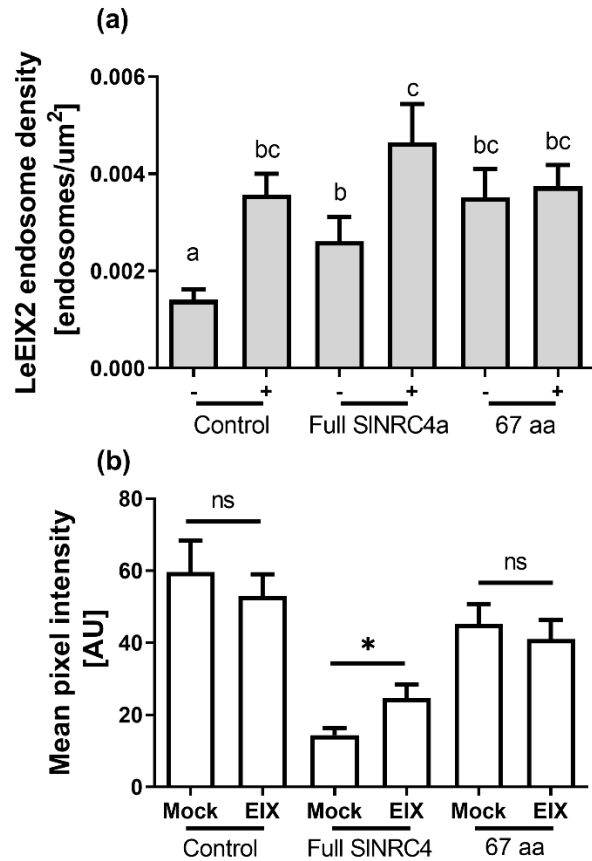 (a)
LeEIX2 endosome density
[endosomes/um²]
0.006
0.004
0.002
0.000
a
bc
b
c
bc
bc
- + - + - +
Control Full SlNRC4a 67 aa
(b)
Mean pixel intensity
[AU]
80
60
40
20
0
ns
*
ns
Mock EIX Mock EIX Mock EIX
Control Full SlNRC4 67 aa